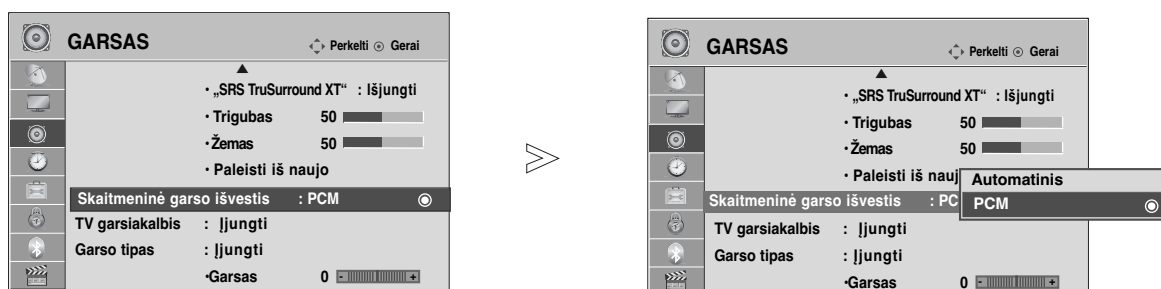 GARSAS Perkelti Gerai
• „SRS TruSurround XT“ : Išjungti
• Trigubas 50
• Žemas 50
• Paleisti iš naujo
Skaitmeninė garso išvestis : PCM
TV garsiakalbis : Įjungti
Garso tipas : Įjungti
•Garsas 0 - +
>
GARSAS Perkelti Gerai
• „SRS TruSurround XT“ : Išjungti
• Trigubas 50
• Žemas 50
• Paleisti iš nauj
Automatinis
Skaitmeninė garso išvestis : PC
PCM
TV garsiakalbis : Įjungti
Garso tipas : Įjungti
•Garsas 0 - +